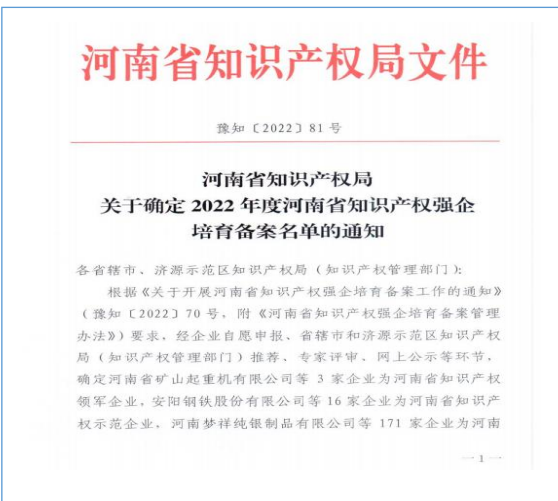 河南省知识产权局文件
豫知〔2022〕81号
河南省知识产权局
关于确定 2022 年度河南省知识产权强企
培育备案名单的通知
各省辖市、济源示范区知识产权局（知识产权管理部门）：
根据《关于开展河南省知识产权强企培育备案工作的通知》
（豫知〔2022〕70号，附《河南省知识产权强企培育备案管理
办法》）要求，经企业自愿申报、省辖市和济源示范区知识产权
局（知识产权管理部门）推荐、专家评审、网上公示等环节，
确定河南省矿山起重机有限公司等 3 家企业为河南省知识产权
领军企业，安阳钢铁股份有限公司等 16 家企业为河南省知识产
权示范企业，河南梦祥纯银制品有限公司等 171 家企业为河南
— 1 —